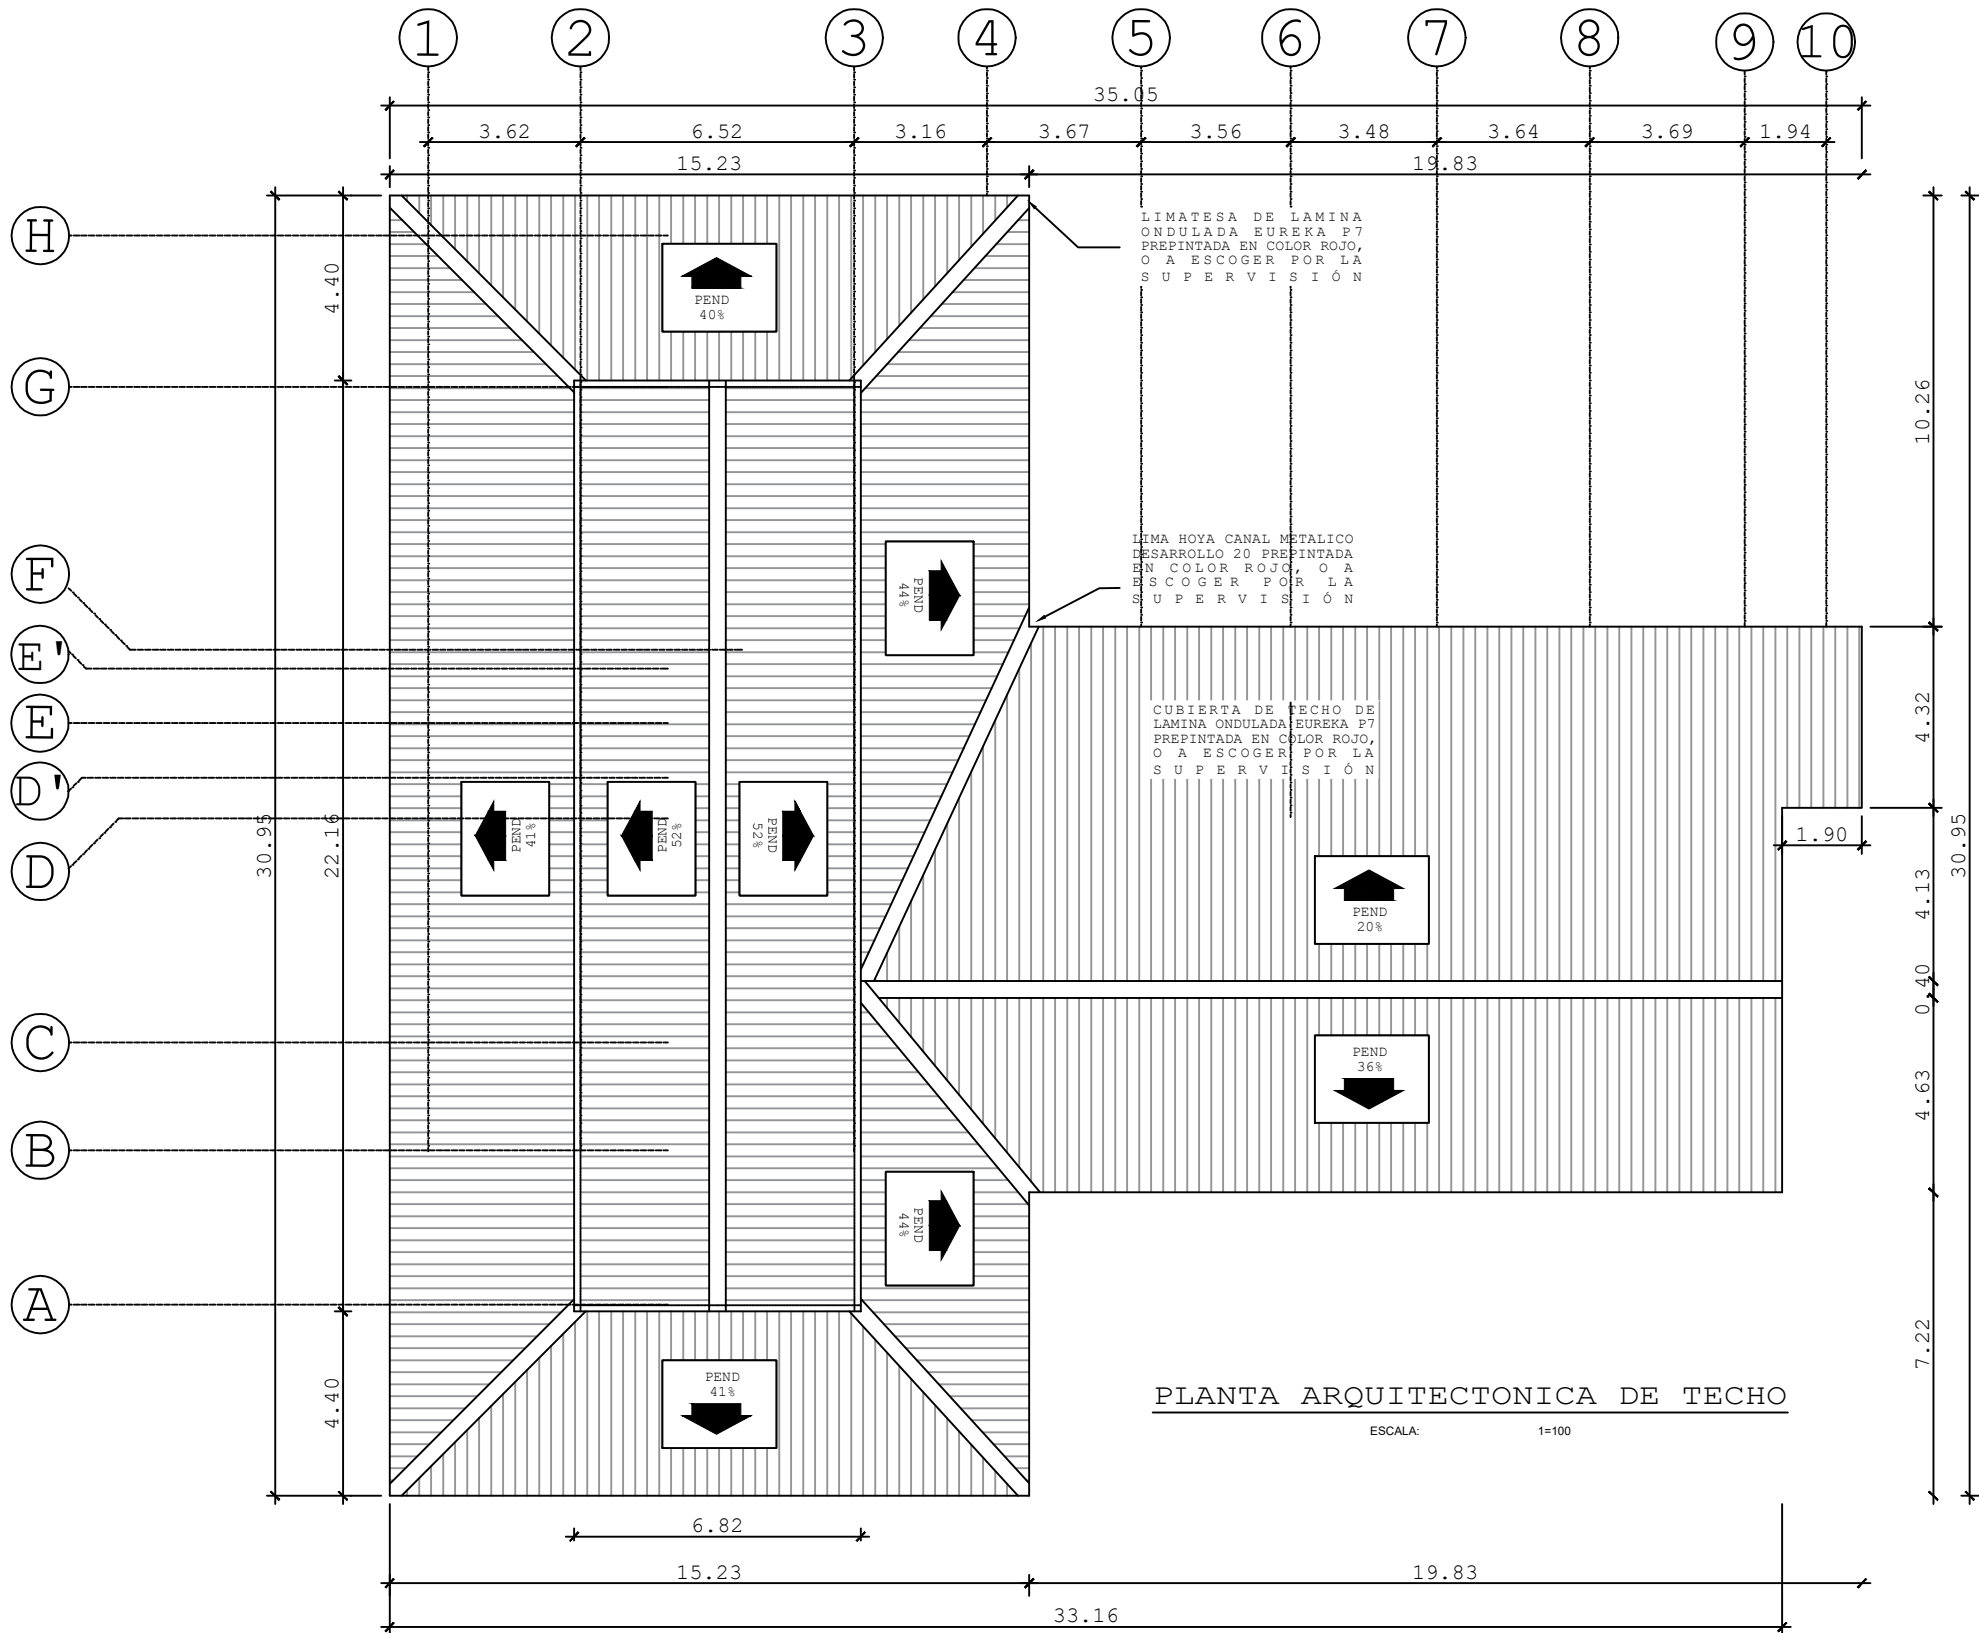 1 2 3 4 5 6 7 8 9 10
35.05
3.62 6.52 3.16 3.67 3.56 3.48 3.64 3.69 1.94
15.23 19.83
H
G
F
E'
E
D'
D
C
B
A
4.40
22.16
30.95
4.40
LIMATESA DE LAMINA
ONDULADA EUREKA P7
PREPINTADA EN COLOR ROJO,
O A ESCOGER POR LA
SUPERVISIÓN
PEND
40%
LIMA HOYA CANAL METALICO
DESARROLLO 20 PREPINTADA
EN COLOR ROJO, O A
ESCOGER POR LA
SUPERVISIÓN
PEND
44%
CUBIERTA DE TECHO DE
LAMINA ONDULADA EUREKA P7
PREPINTADA EN COLOR ROJO,
O A ESCOGER POR LA
SUPERVISIÓN
PEND
41%
PEND
52%
PEND
52%
PEND
20%
PEND
36%
PEND
44%
PEND
41%
10.26
4.32
1.90
4.13
0.40
4.63
7.22
30.95
PLANTA ARQUITECTONICA DE TECHO
ESCALA: 1=100
6.82
15.23 19.83
33.16